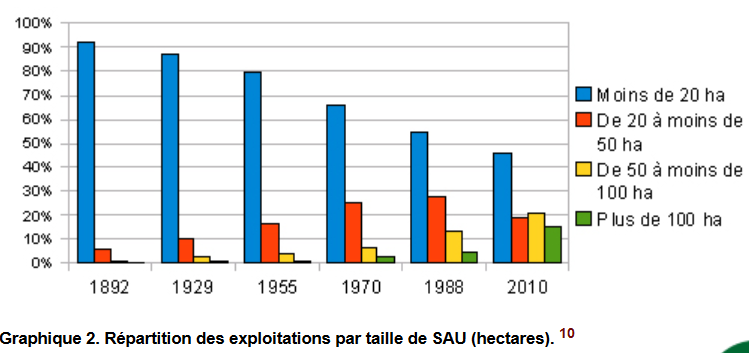 100%
90%
80%
70%
60%
50%
40%
30%
20%
10%
0%
1892 1929 1955 1970 1988 2010
Moins de 20 ha
De 20 à moins de
50 ha
De 50 à moins de
100 ha
Plus de 100 ha
Graphique 2. Répartition des exploitations par taille de SAU (hectares). 10